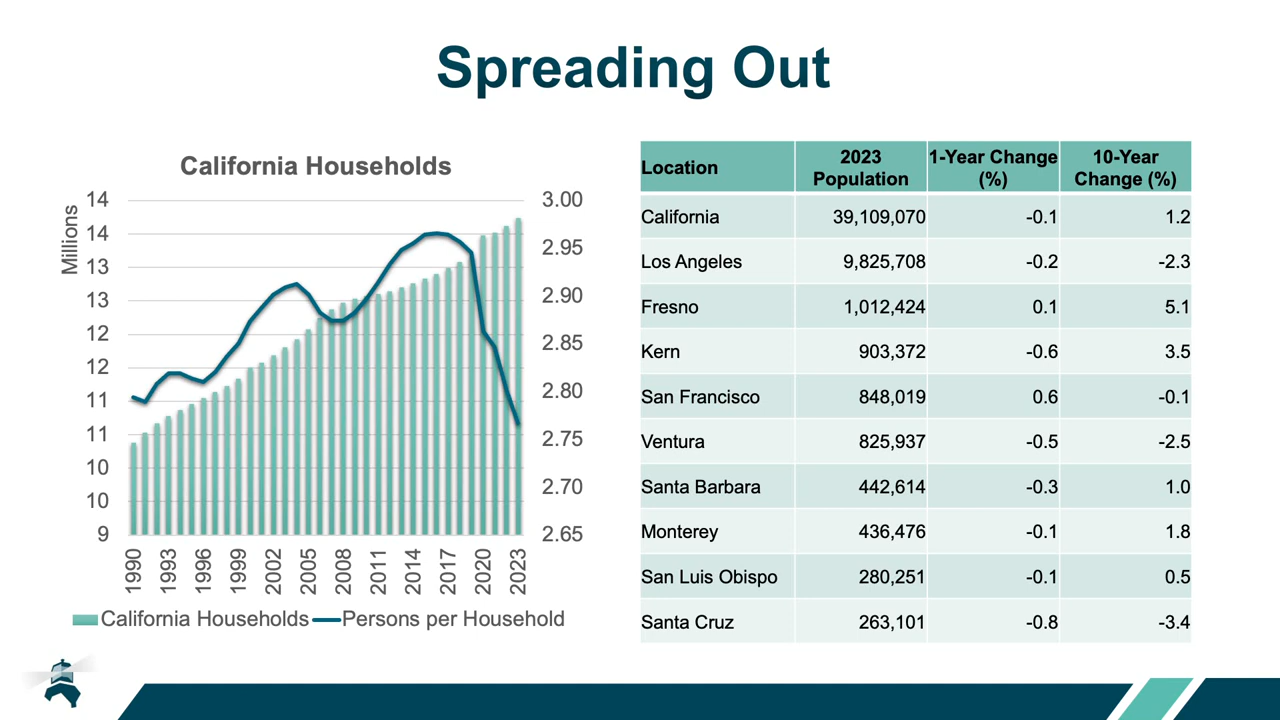 Spreading Out
California Households
Millions
14
14
13
13
12
12
11
11
10
10
9
3.00
2.95
2.90
2.85
2.80
2.75
2.70
2.65
1990 1993 1996 1999 2002 2005 2008 2011 2014 2017 2020 2023
California Households Persons per Household
Location 2023 Population 1-Year Change (%) 10-Year Change (%)
California 39,109,070 -0.1 1.2
Los Angeles 9,825,708 -0.2 -2.3
Fresno 1,012,424 0.1 5.1
Kern 903,372 -0.6 3.5
San Francisco 848,019 0.6 -0.1
Ventura 825,937 -0.5 -2.5
Santa Barbara 442,614 -0.3 1.0
Monterey 436,476 -0.1 1.8
San Luis Obispo 280,251 -0.1 0.5
Santa Cruz 263,101 -0.8 -3.4